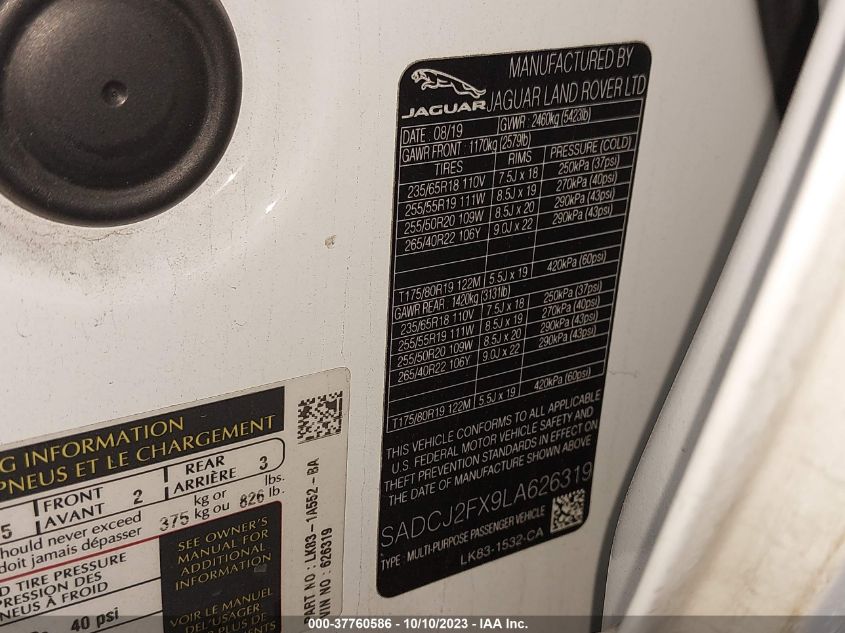 MANUFACTURED BY
JAGUAR JAGUAR LAND ROVER LTD
DATE : 08/19 GVWR : 2460kg (5423lb)
GAWR FRONT : 1170kg (2579lb)
TIRES RIMS PRESSURE (COLD)
235/65R18 110V 7.5J x 18 250kPa (37psi)
255/55R19 111W 8.5J x 19 270kPa (40psi)
255/50R20 109W 8.5J x 20 290kPa (43psi)
265/40R22 106Y 9.0J x 22 290kPa (43psi)
T175/80R19 122M 5.5J x 19 420kPa (60psi)
GAWR REAR : 1420kg (3131lb)
235/65R18 110V 7.5J x 18 250kPa (37psi)
255/55R19 111W 8.5J x 19 270kPa (40psi)
255/50R20 109W 8.5J x 20 290kPa (43psi)
265/40R22 106Y 9.0J x 22 290kPa (43psi)
T175/80R19 122M 5.5J x 19 420kPa (60psi)
THIS VEHICLE CONFORMS TO ALL APPLICABLE
U.S. FEDERAL MOTOR VEHICLE SAFETY AND
THEFT PREVENTION STANDARDS IN EFFECT ON
THE DATE OF MANUFACTURE SHOWN ABOVE.
SADCJ2FX9LA626319
TYPE : MULTI-PURPOSE PASSENGER VEHICLE
LK83-1532-CA
G INFORMATION
PNEUS ET LE CHARGEMENT
5 FRONT 2 REAR 3
AVANT ARRIÈRE
should never exceed 375 kg or 826 lbs.
doit jamais dépasser kg ou lb.
D TIRE PRESSURE
PRESSION DES
NEUS À FROID
40 psi
SEE OWNER'S
MANUAL FOR
ADDITIONAL
INFORMATION
VOIR LE MANUEL
DE L'USAGER
PLUS DE
PART NO : LK83-1A552-BA
VIN NO : 626319
000-37760586 - 10/10/2023 - IAA Inc.